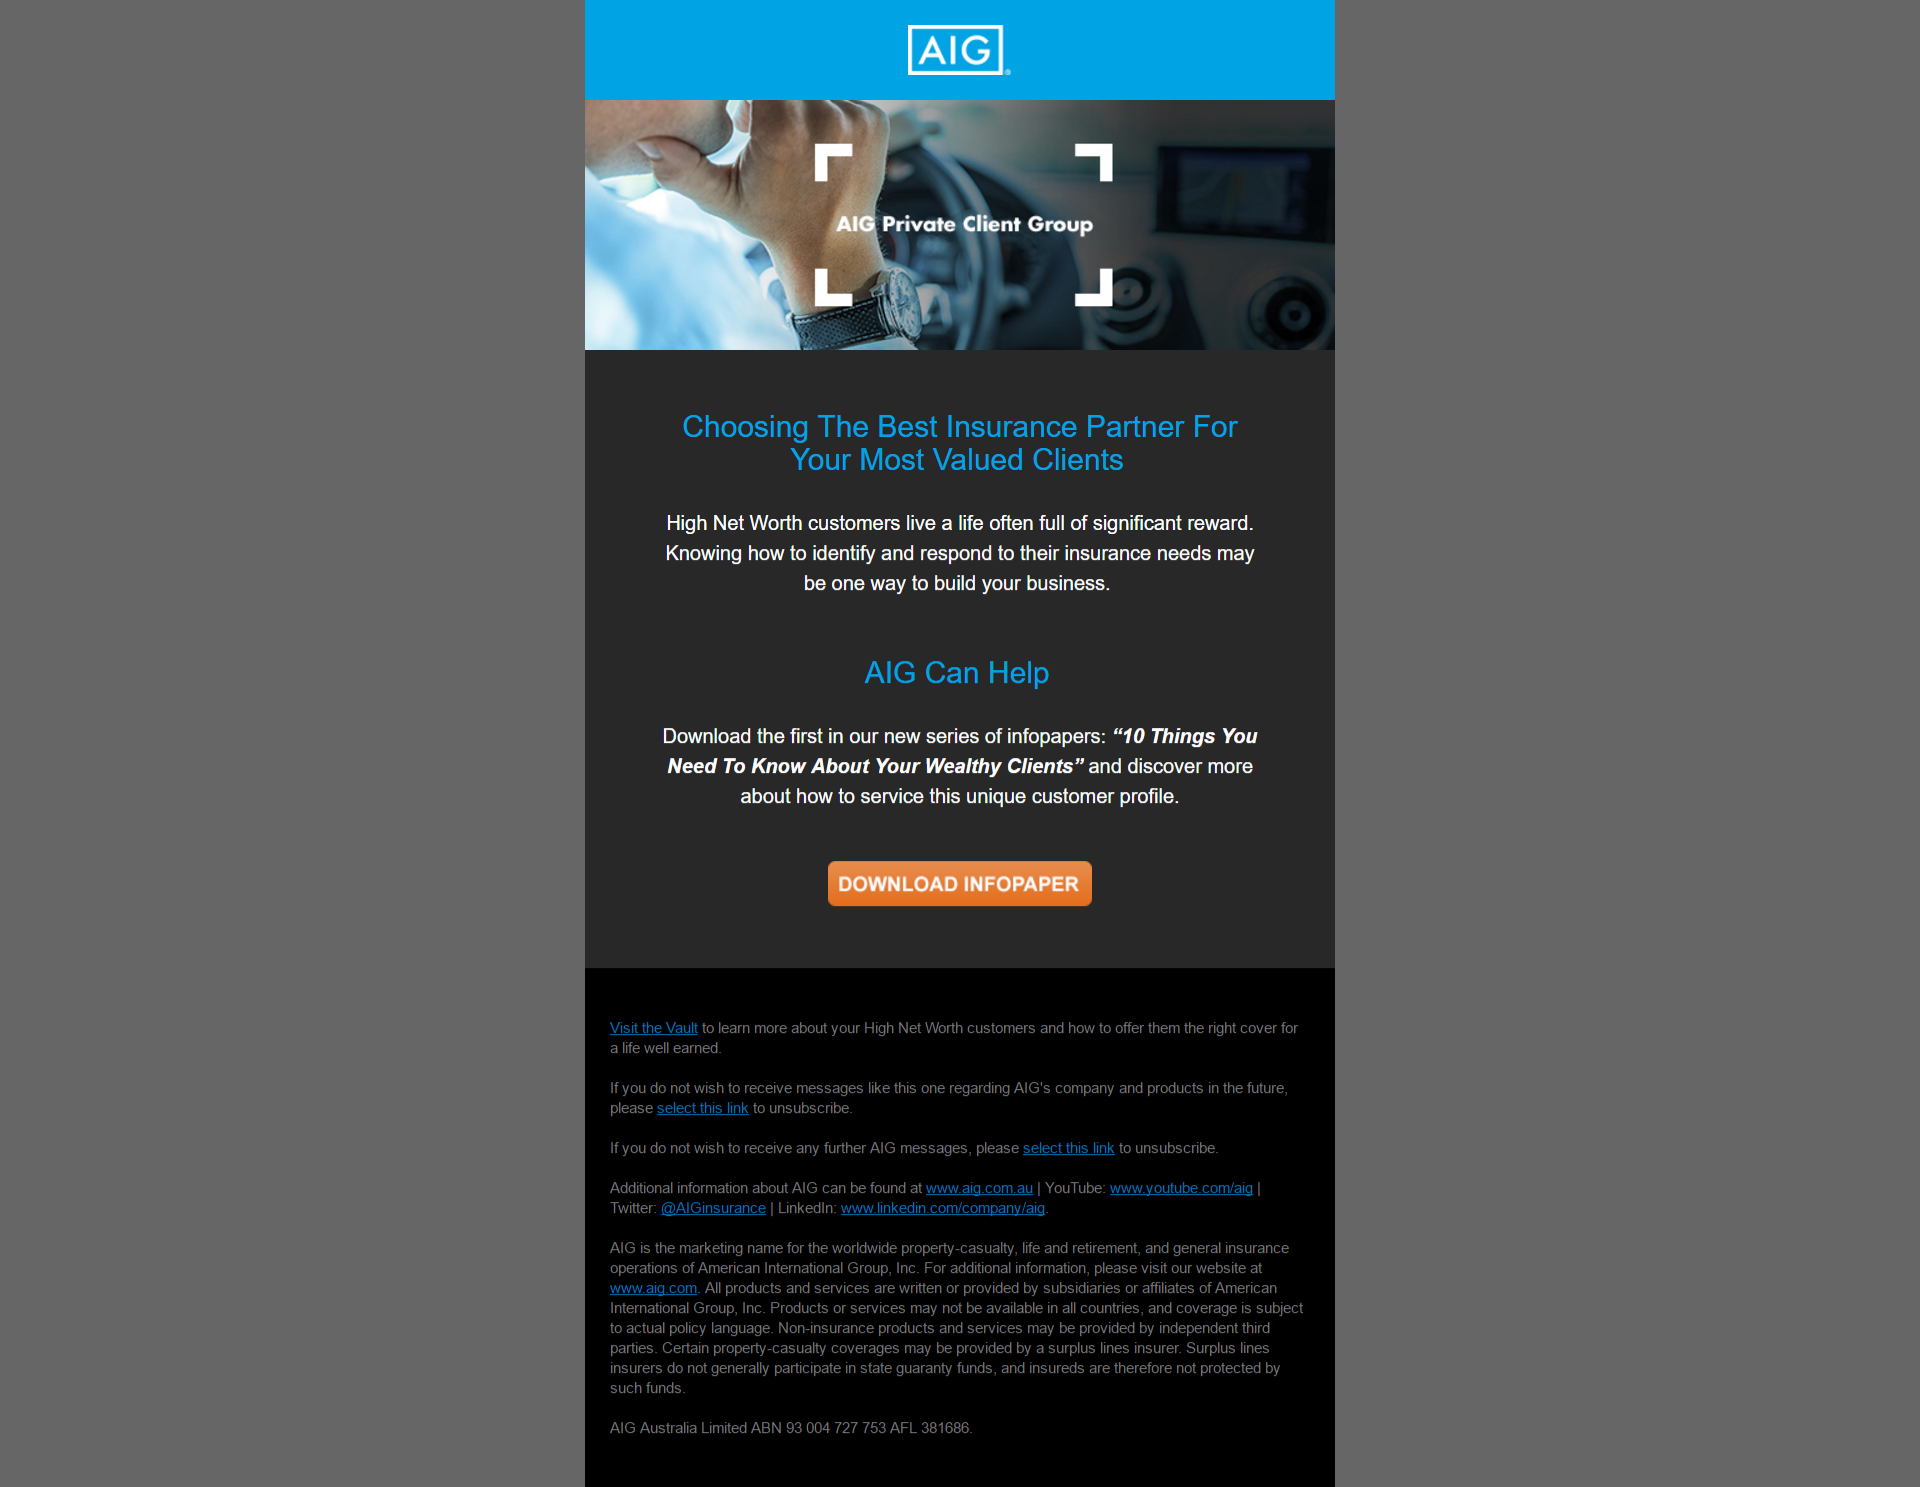 AIG
AIG Private Client Group
Choosing The Best Insurance Partner For
Your Most Valued Clients
High Net Worth customers live a life often full of significant reward.
Knowing how to identify and respond to their insurance needs may
be one way to build your business.
AIG Can Help
Download the first in our new series of infopapers: “10 Things You
Need To Know About Your Wealthy Clients” and discover more
about how to service this unique customer profile.
DOWNLOAD INFOPAPER
Visit the Vault to learn more about your High Net Worth customers and how to offer them the right cover for
a life well earned.
If you do not wish to receive messages like this one regarding AIG's company and products in the future,
please select this link to unsubscribe.
If you do not wish to receive any further AIG messages, please select this link to unsubscribe.
Additional information about AIG can be found at www.aig.com.au | YouTube: www.youtube.com/aig |
Twitter: @AIGinsurance | LinkedIn: www.linkedin.com/company/aig.
AIG is the marketing name for the worldwide property-casualty, life and retirement, and general insurance
operations of American International Group, Inc. For additional information, please visit our website at
www.aig.com. All products and services are written or provided by subsidiaries or affiliates of American
International Group, Inc. Products or services may not be available in all countries, and coverage is subject
to actual policy language. Non-insurance products and services may be provided by independent third
parties. Certain property-casualty coverages may be provided by a surplus lines insurer. Surplus lines
insurers do not generally participate in state guaranty funds, and insureds are therefore not protected by
such funds.
AIG Australia Limited ABN 93 004 727 753 AFL 381686.